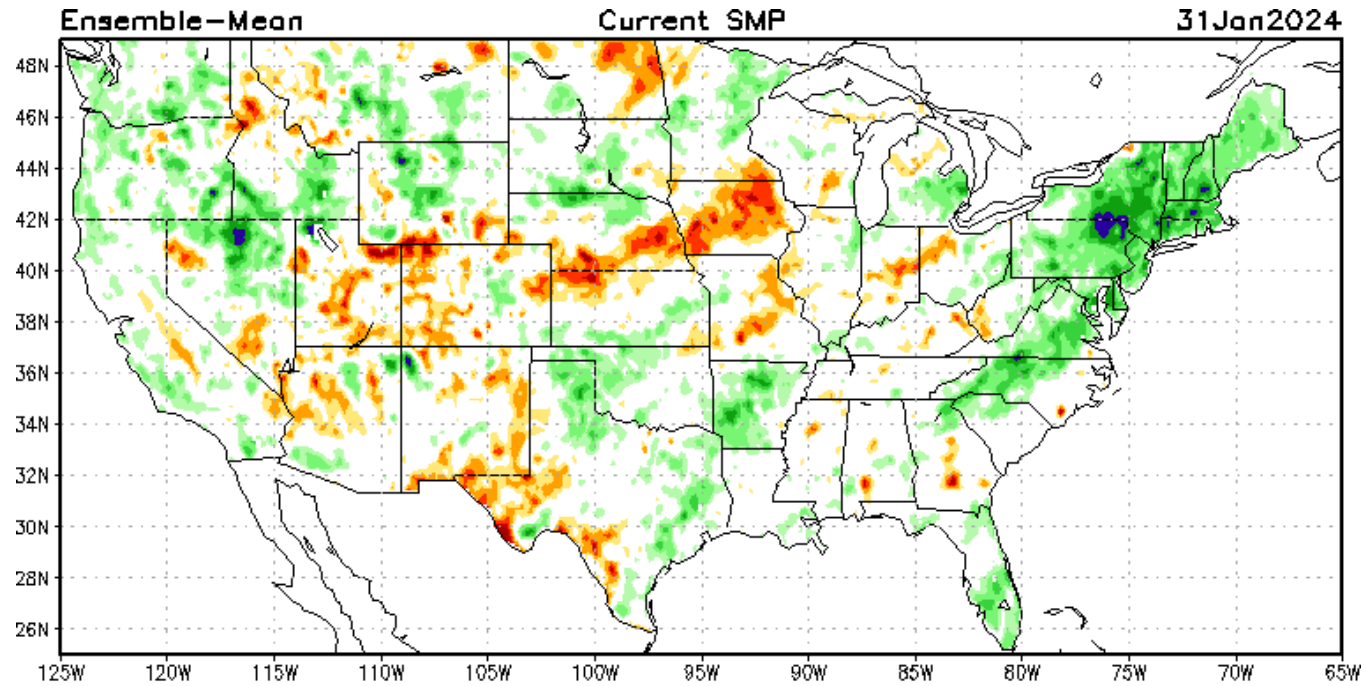 Ensemble-Mean Current SMP 31Jan2024
48N
46N
44N
42N
40N
38N
36N
34N
32N
30N
28N
26N
125W 120W 115W 110W 105W 100W 95W 90W 85W 80W 75W 70W 65W